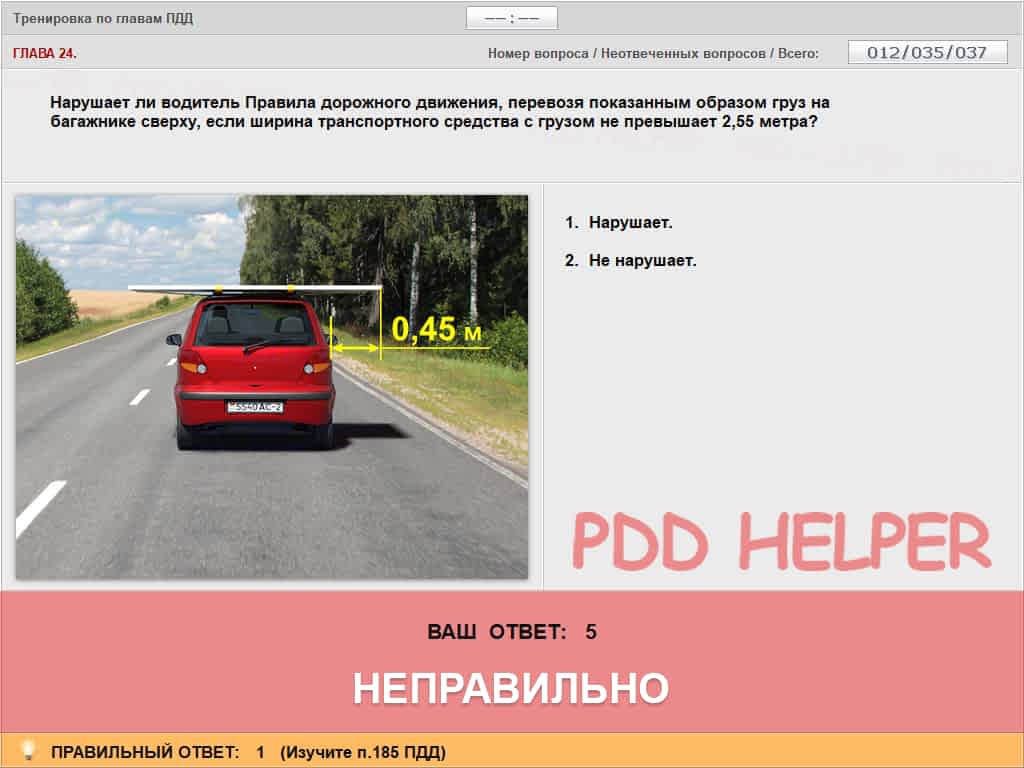 Тренировка по главам ПДД
—— : ——
ГЛАВА 24.
Номер вопроса / Неотвеченных вопросов / Всего:
012/035/037
Нарушает ли водитель Правила дорожного движения, перевозя показанным образом груз на
багажнике сверху, если ширина транспортного средства с грузом не превышает 2,55 метра?
0,45 м
5540 AC-2
1. Нарушает.
2. Не нарушает.
PDD HELPER
ВАШ ОТВЕТ: 5
НЕПРАВИЛЬНО
ПРАВИЛЬНЫЙ ОТВЕТ: 1 (Изучите п.185 ПДД)